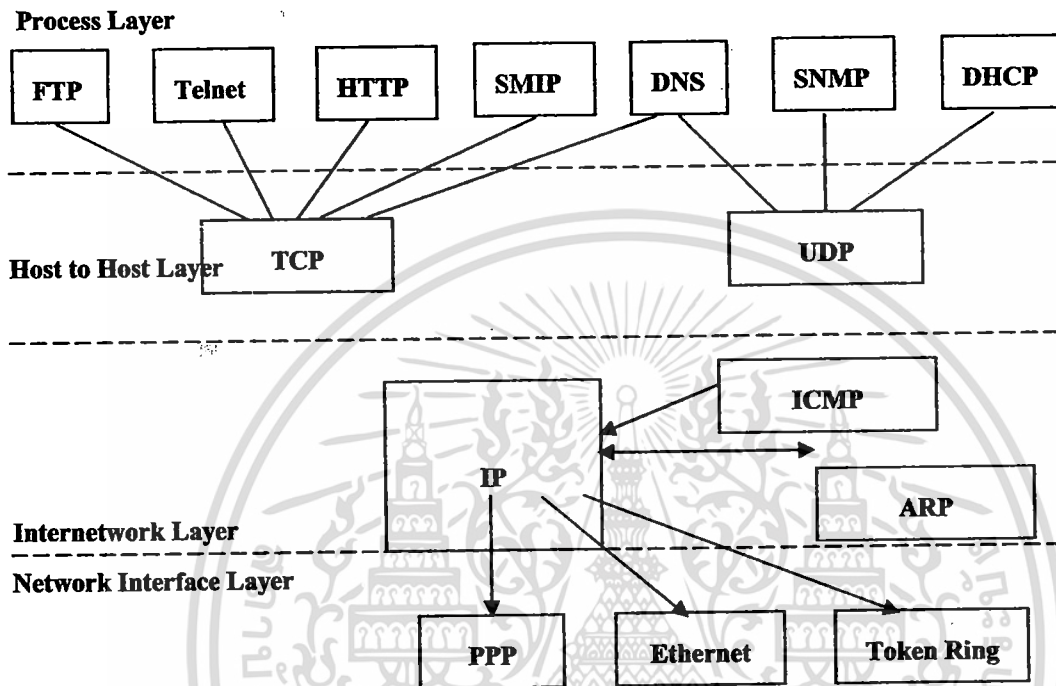 Process Layer
FTP Telnet HTTP SMIP DNS SNMP DHCP
Host to Host Layer TCP UDP
ICMP
IP
ARP
Internetwork Layer
Network Interface Layer
PPP Ethernet Token Ring